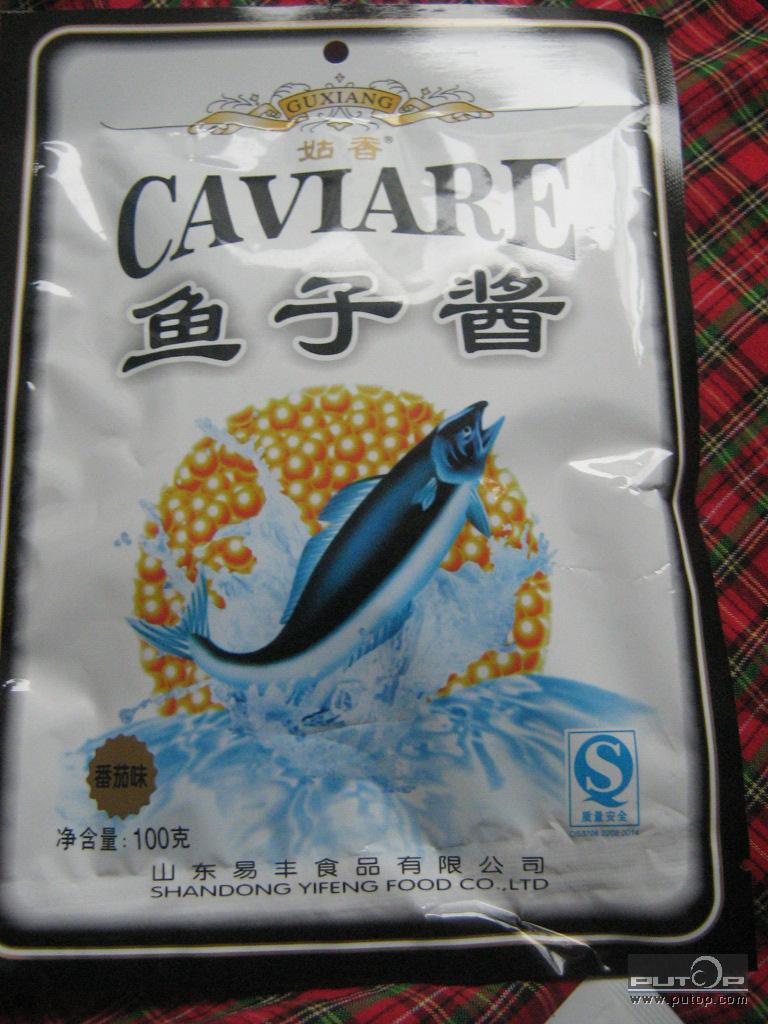 GUXIANG
姑香®
CAVIARE
鱼子酱
番茄味
净含量：100克
质量安全
山东易丰食品有限公司
SHANDONG YIFENG FOOD CO.,LTD
PUTOP
www.putop.com